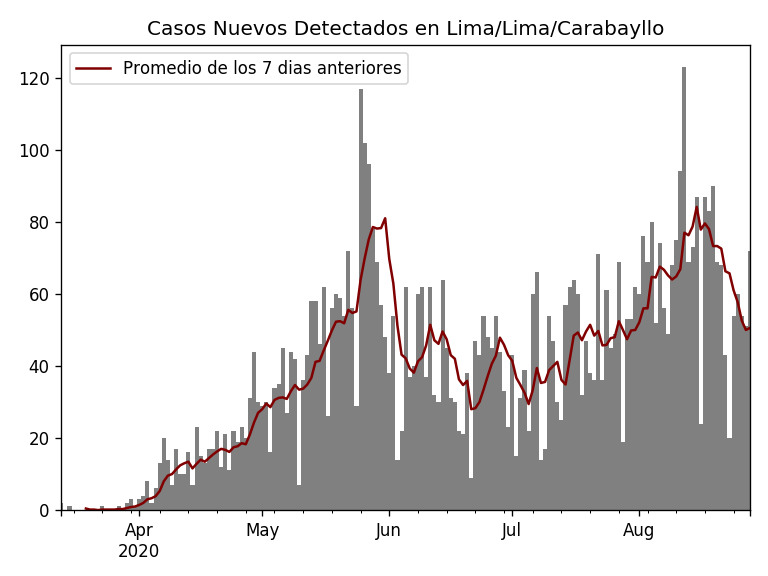 Casos Nuevos Detectados en Lima/Lima/Carabayllo
Promedio de los 7 dias anteriores
120
100
80
60
40
20
0
Apr May Jun Jul Aug
2020